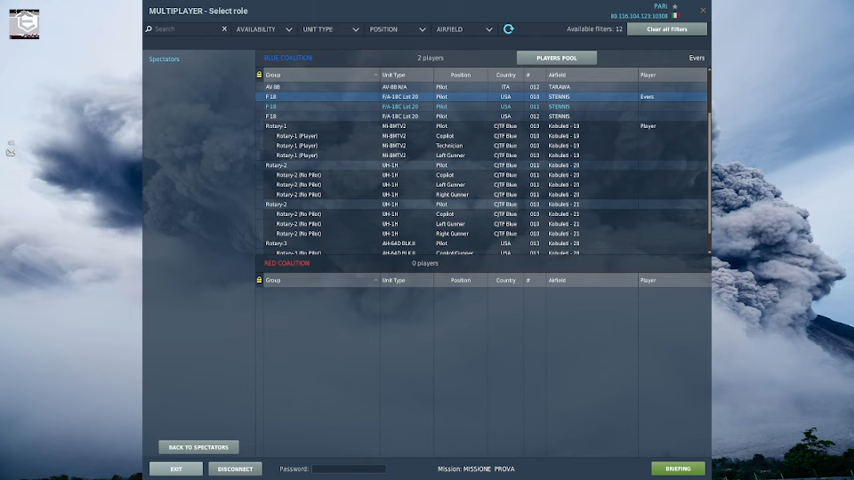 MULTIPLAYER - Select role
PARI
80.116.104.123:10308
Search
AVAILABILITY
UNIT TYPE
POSITION
AIRFIELD
Available filters: 12
Clear all filters
Spectators
BLUE COALITION
2 players
PLAYERS POOL
Evers
Group Unit Type Position Country # Airfield Player
AV 8B AV-8B N/A Pilot ITA 012 TARAWA
F 18 F/A-18C Lot 20 Pilot USA 010 STENNIS Evers
F 18 F/A-18C Lot 20 Pilot USA 011 STENNIS
F 18 F/A-18C Lot 20 Pilot USA 012 STENNIS
Rotary-1 Mi-8MTV2 Pilot CJTF Blue 010 Kobuleti - 19 Player
Rotary-1 (Player) Mi-8MTV2 Copilot CJTF Blue 010 Kobuleti - 19
Rotary-1 (Player) Mi-8MTV2 Technician CJTF Blue 010 Kobuleti - 19
Rotary-1 (Player) Mi-8MTV2 Left Gunner CJTF Blue 010 Kobuleti - 19
Rotary-2 UH-1H Pilot CJTF Blue 010 Kobuleti - 20
Rotary-2 (No Pilot) UH-1H Copilot CJTF Blue 010 Kobuleti - 20
Rotary-2 (No Pilot) UH-1H Left Gunner CJTF Blue 010 Kobuleti - 20
Rotary-2 (No Pilot) UH-1H Right Gunner CJTF Blue 010 Kobuleti - 20
Rotary-2 UH-1H Pilot CJTF Blue 010 Kobuleti - 21
Rotary-2 (No Pilot) UH-1H Copilot CJTF Blue 010 Kobuleti - 21
Rotary-2 (No Pilot) UH-1H Left Gunner CJTF Blue 010 Kobuleti - 21
Rotary-2 (No Pilot) UH-1H Right Gunner CJTF Blue 010 Kobuleti - 21
Rotary-3 AH-64D BLK.II Pilot USA 011 Kobuleti - 28
RED COALITION
0 players
Group Unit Type Position Country # Airfield Player
BACK TO SPECTATORS
EXIT
DISCONNECT
Password:
Mission: MISSIONE PROVA
BRIEFING